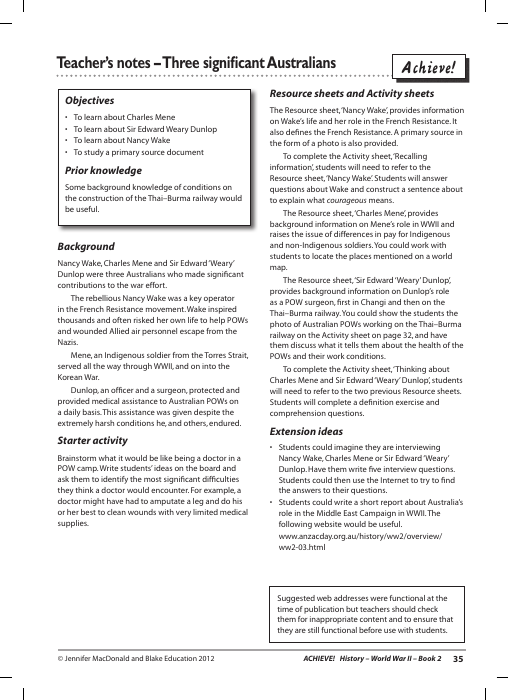 Teacher's notes – Three significant Australians
Achieve!
Objectives
• To learn about Charles Mene
• To learn about Sir Edward Weary Dunlop
• To learn about Nancy Wake
• To study a primary source document
Prior knowledge
Some background knowledge of conditions on
the construction of the Thai–Burma railway would
be useful.
Background
Nancy Wake, Charles Mene and Sir Edward 'Weary'
Dunlop were three Australians who made significant
contributions to the war effort.
The rebellious Nancy Wake was a key operator
in the French Resistance movement. Wake inspired
thousands and often risked her own life to help POWs
and wounded Allied air personnel escape from the
Nazis.
Mene, an Indigenous soldier from the Torres Strait,
served all the way through WWII, and on into the
Korean War.
Dunlop, an officer and a surgeon, protected and
provided medical assistance to Australian POWs on
a daily basis. This assistance was given despite the
extremely harsh conditions he, and others, endured.
Starter activity
Brainstorm what it would be like being a doctor in a
POW camp. Write students' ideas on the board and
ask them to identify the most significant difficulties
they think a doctor would encounter. For example, a
doctor might have had to amputate a leg and do his
or her best to clean wounds with very limited medical
supplies.
Resource sheets and Activity sheets
The Resource sheet, 'Nancy Wake', provides information
on Wake's life and her role in the French Resistance. It
also defines the French Resistance. A primary source in
the form of a photo is also provided.
To complete the Activity sheet, 'Recalling
information', students will need to refer to the
Resource sheet, 'Nancy Wake'. Students will answer
questions about Wake and construct a sentence about
to explain what courageous means.
The Resource sheet, 'Charles Mene', provides
background information on Mene's role in WWII and
raises the issue of differences in pay for Indigenous
and non-Indigenous soldiers. You could work with
students to locate the places mentioned on a world
map.
The Resource sheet, 'Sir Edward 'Weary' Dunlop',
provides background information on Dunlop's role
as a POW surgeon, first in Changi and then on the
Thai–Burma railway. You could show the students the
photo of Australian POWs working on the Thai–Burma
railway on the Activity sheet on page 32, and have
them discuss what it tells them about the health of the
POWs and their work conditions.
To complete the Activity sheet, 'Thinking about
Charles Mene and Sir Edward 'Weary' Dunlop', students
will need to refer to the two previous Resource sheets.
Students will complete a definition exercise and
comprehension questions.
Extension ideas
• Students could imagine they are interviewing
Nancy Wake, Charles Mene or Sir Edward 'Weary'
Dunlop. Have them write five interview questions.
Students could then use the Internet to try to find
the answers to their questions.
• Students could write a short report about Australia's
role in the Middle East Campaign in WWII. The
following website would be useful.
www.anzacday.org.au/history/ww2/overview/
ww2-03.html
Suggested web addresses were functional at the
time of publication but teachers should check
them for inappropriate content and to ensure that
they are still functional before use with students.
© Jennifer MacDonald and Blake Education 2012
ACHIEVE! History – World War II – Book 2 35